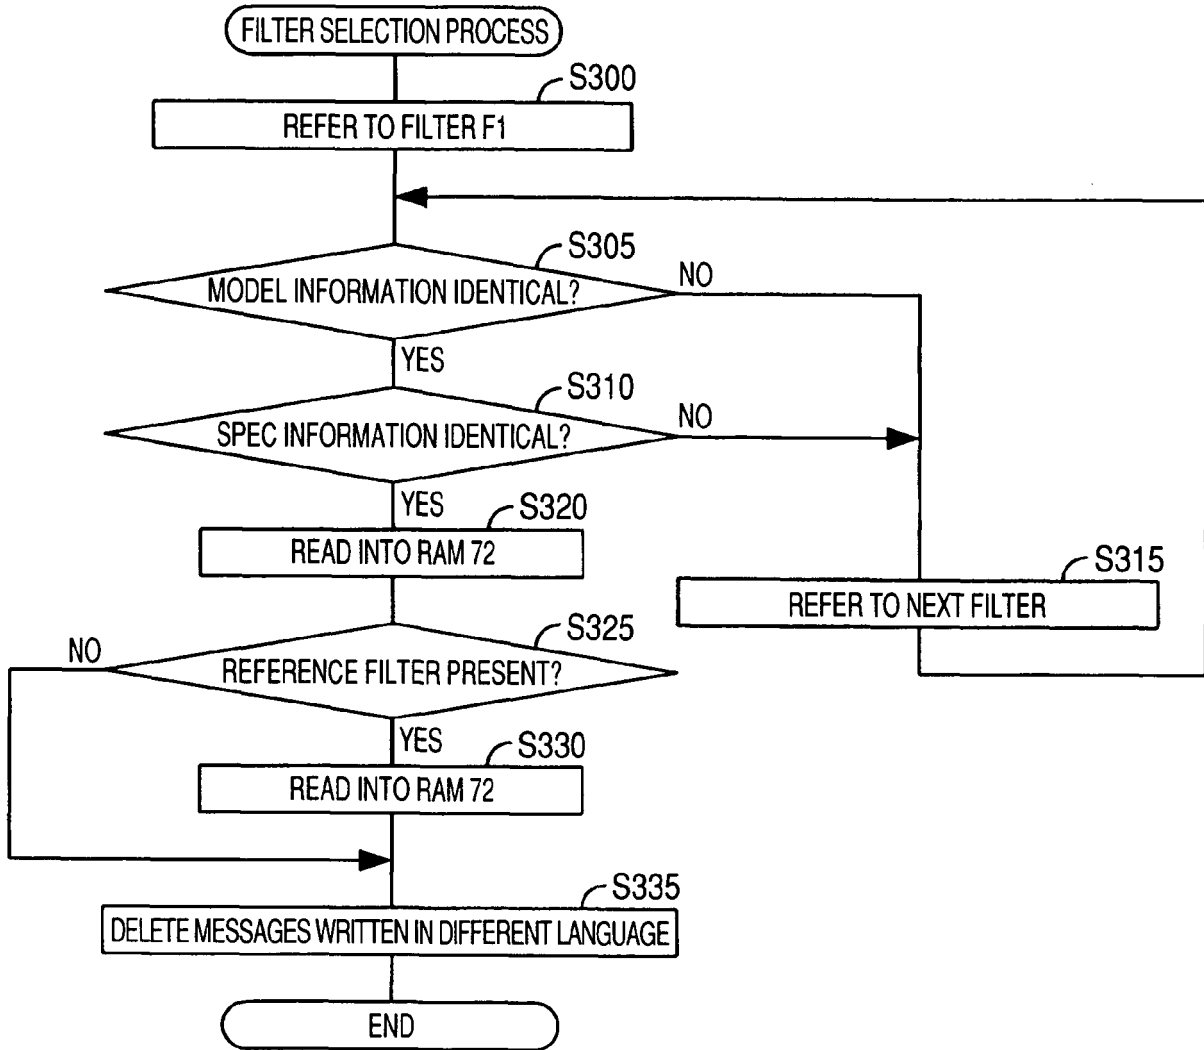 FILTER SELECTION PROCESS
S300
REFER TO FILTER F1
S305
MODEL INFORMATION IDENTICAL?
NO
YES
S310
SPEC INFORMATION IDENTICAL?
NO
YES
S320
READ INTO RAM 72
S315
REFER TO NEXT FILTER
S325
NO
REFERENCE FILTER PRESENT?
YES
S330
READ INTO RAM 72
S335
DELETE MESSAGES WRITTEN IN DIFFERENT LANGUAGE
END